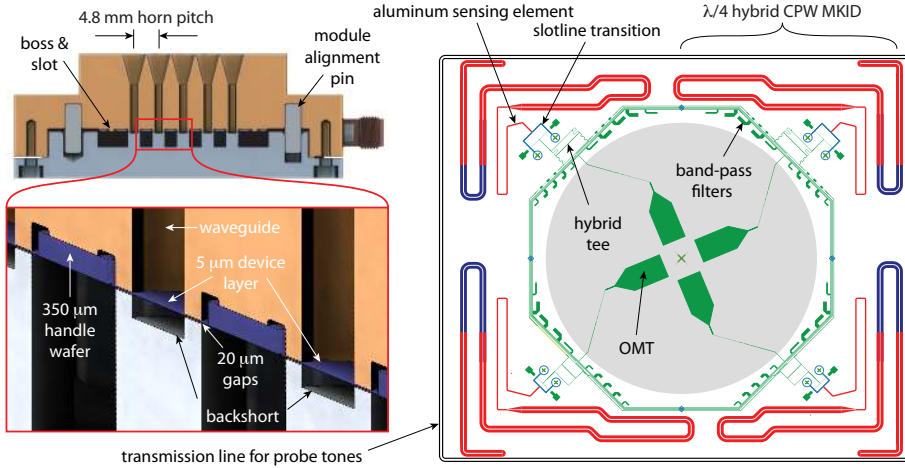 4.8 mm horn pitch
boss &
slot
module
alignment
pin
waveguide
5 μm device
layer
350 μm
handle
wafer
20 μm
gaps
backshort
transmission line for probe tones
aluminum sensing element
slotline transition
λ/4 hybrid CPW MKID
band-pass
filters
hybrid
tee
OMT